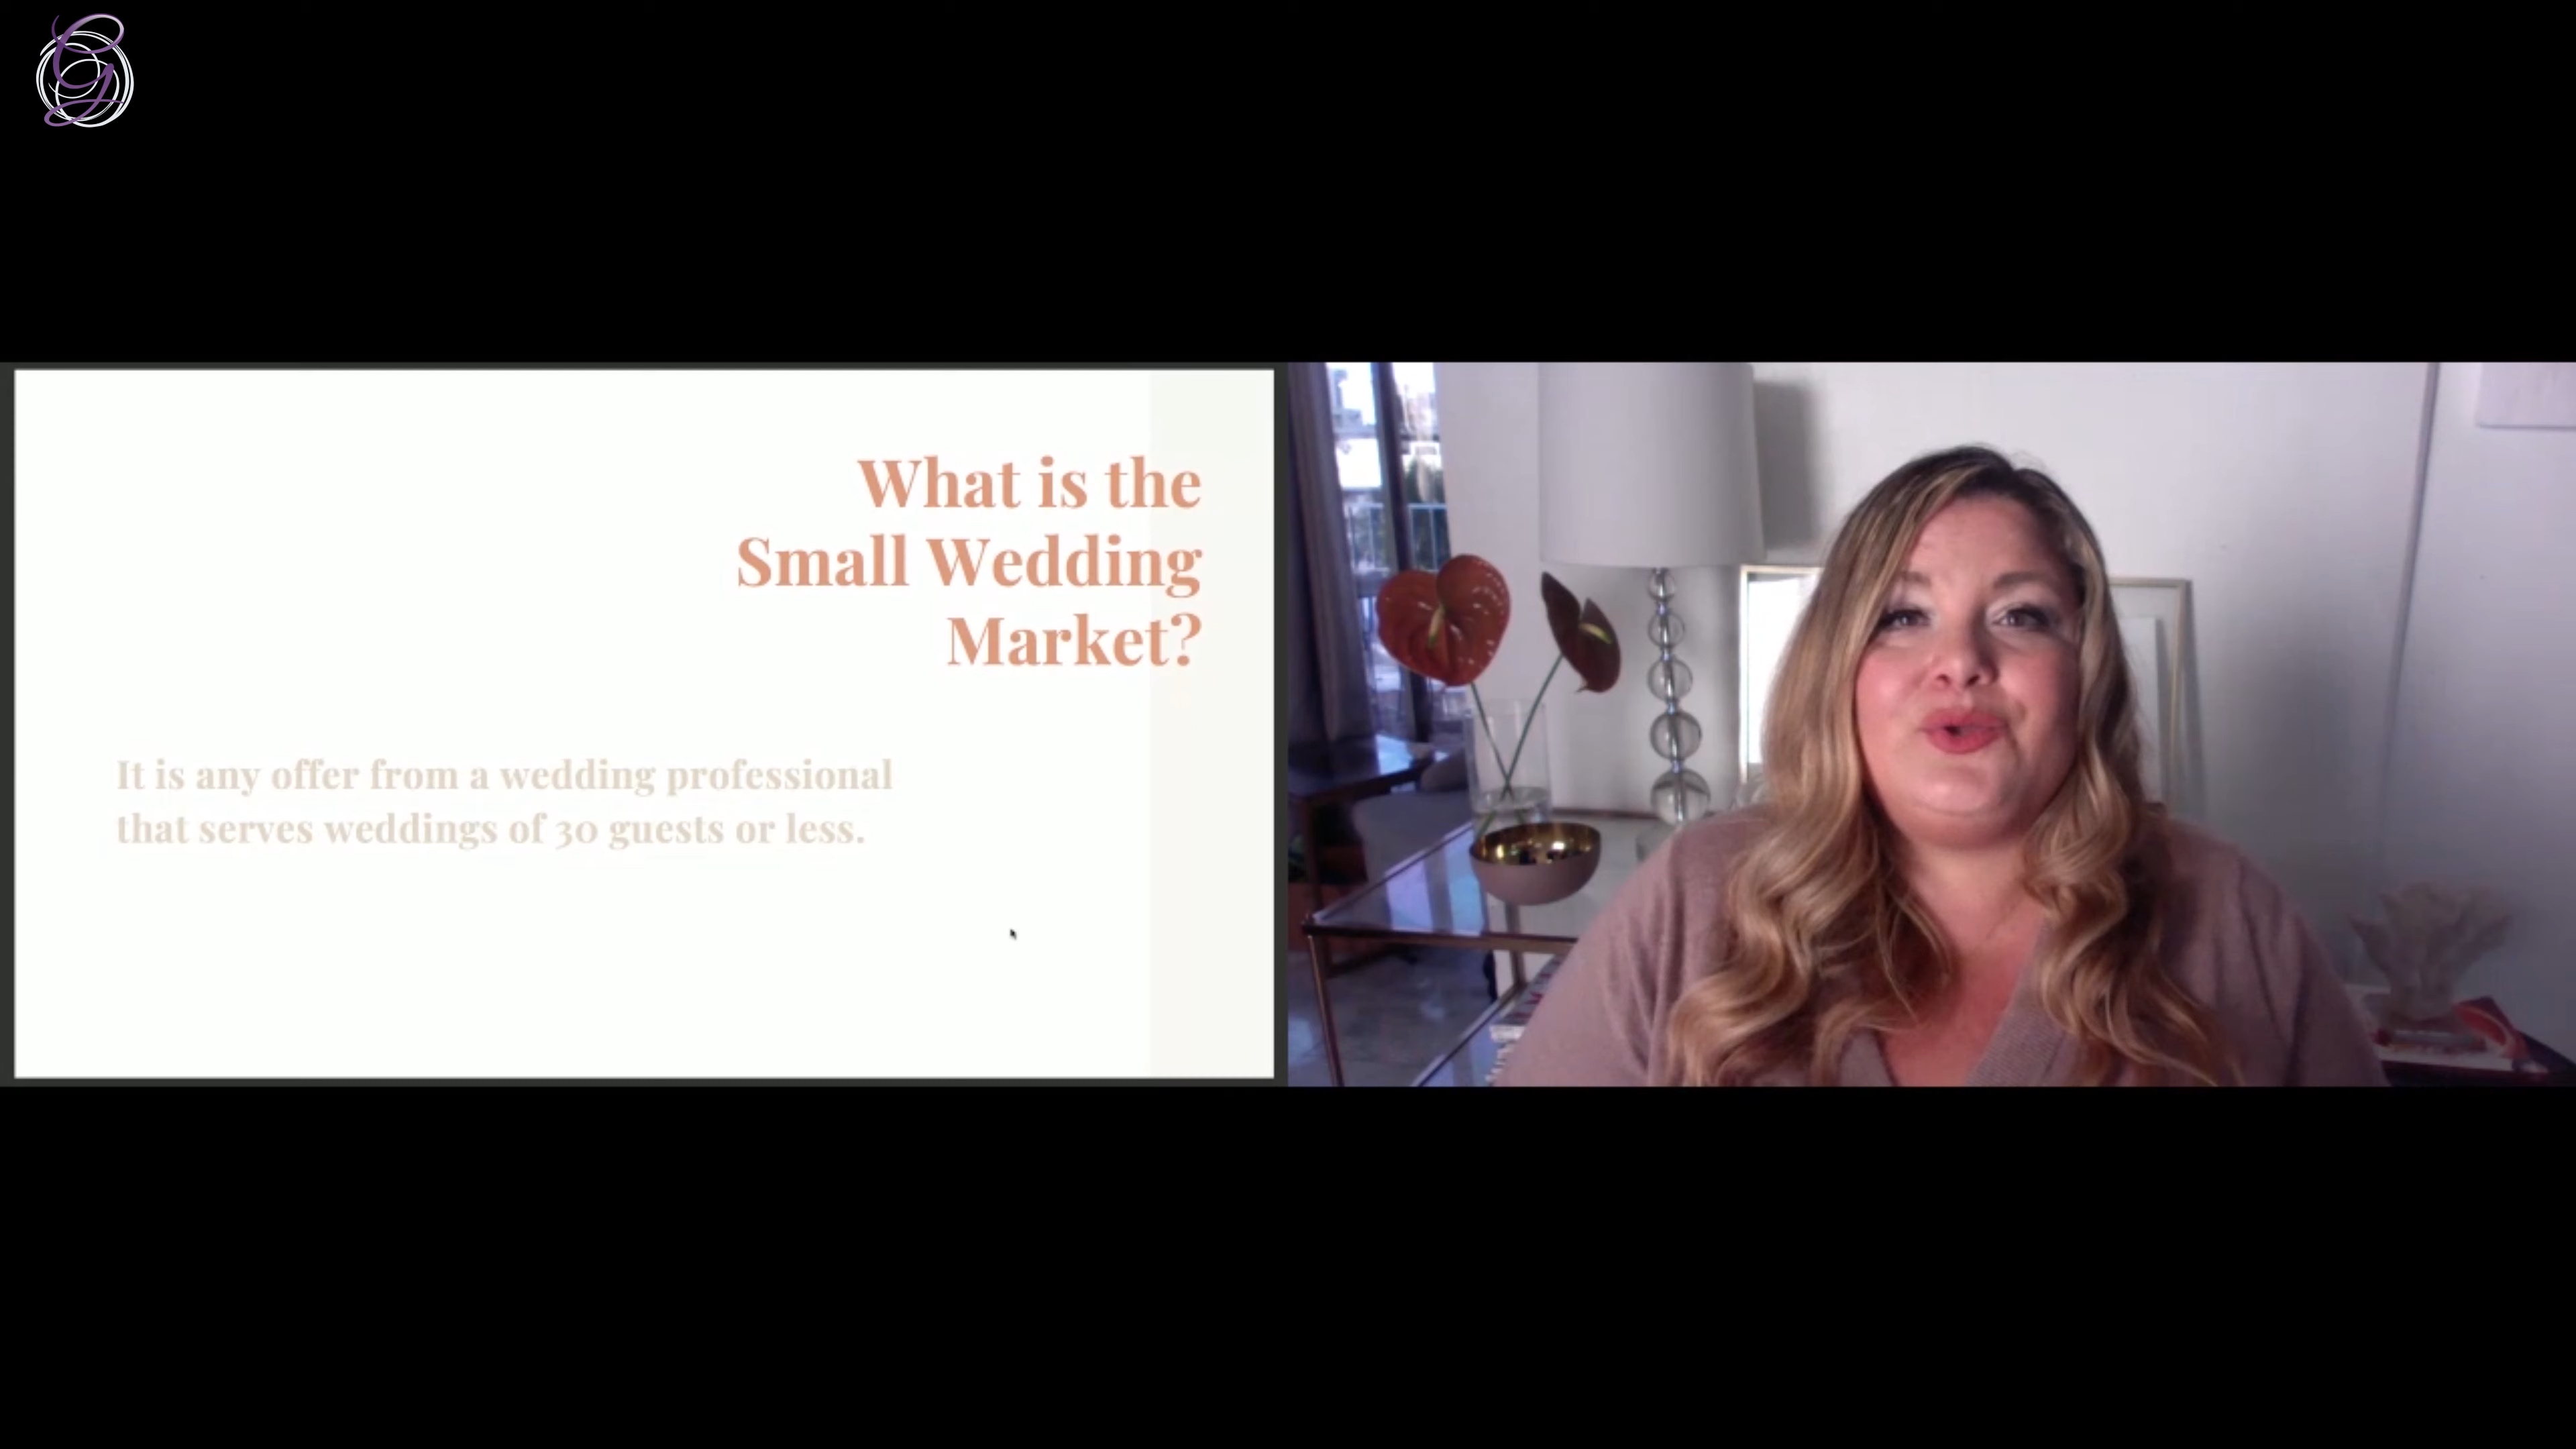 What is the
Small Wedding
Market?
It is any offer from a wedding professional
that serves weddings of 30 guests or less.